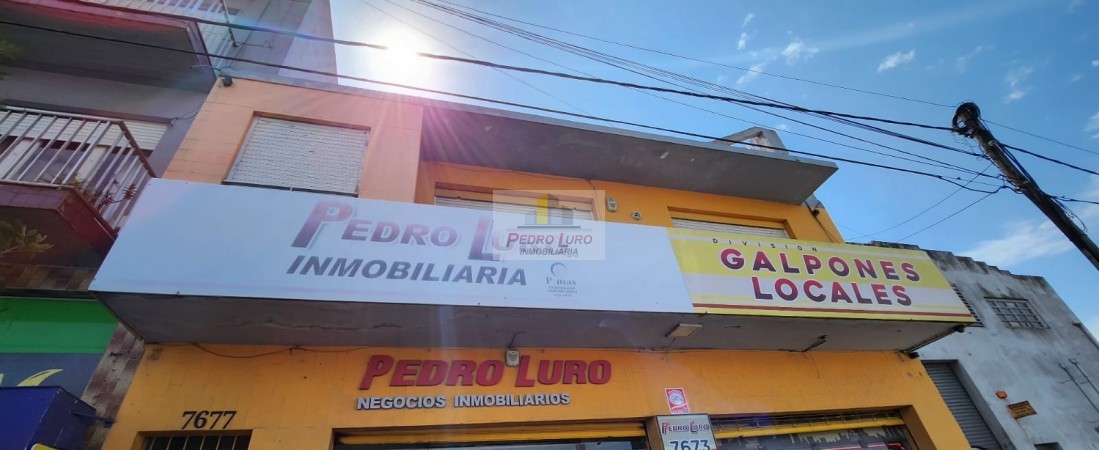 PEDRO LURO
INMOBILIARIA
PEDRO LURO
INMOBILIARIA
DIVISION
GALPONES
LOCALES
PEDRO LURO
NEGOCIOS INMOBILIARIOS
7677
PEDRO LURO
7673